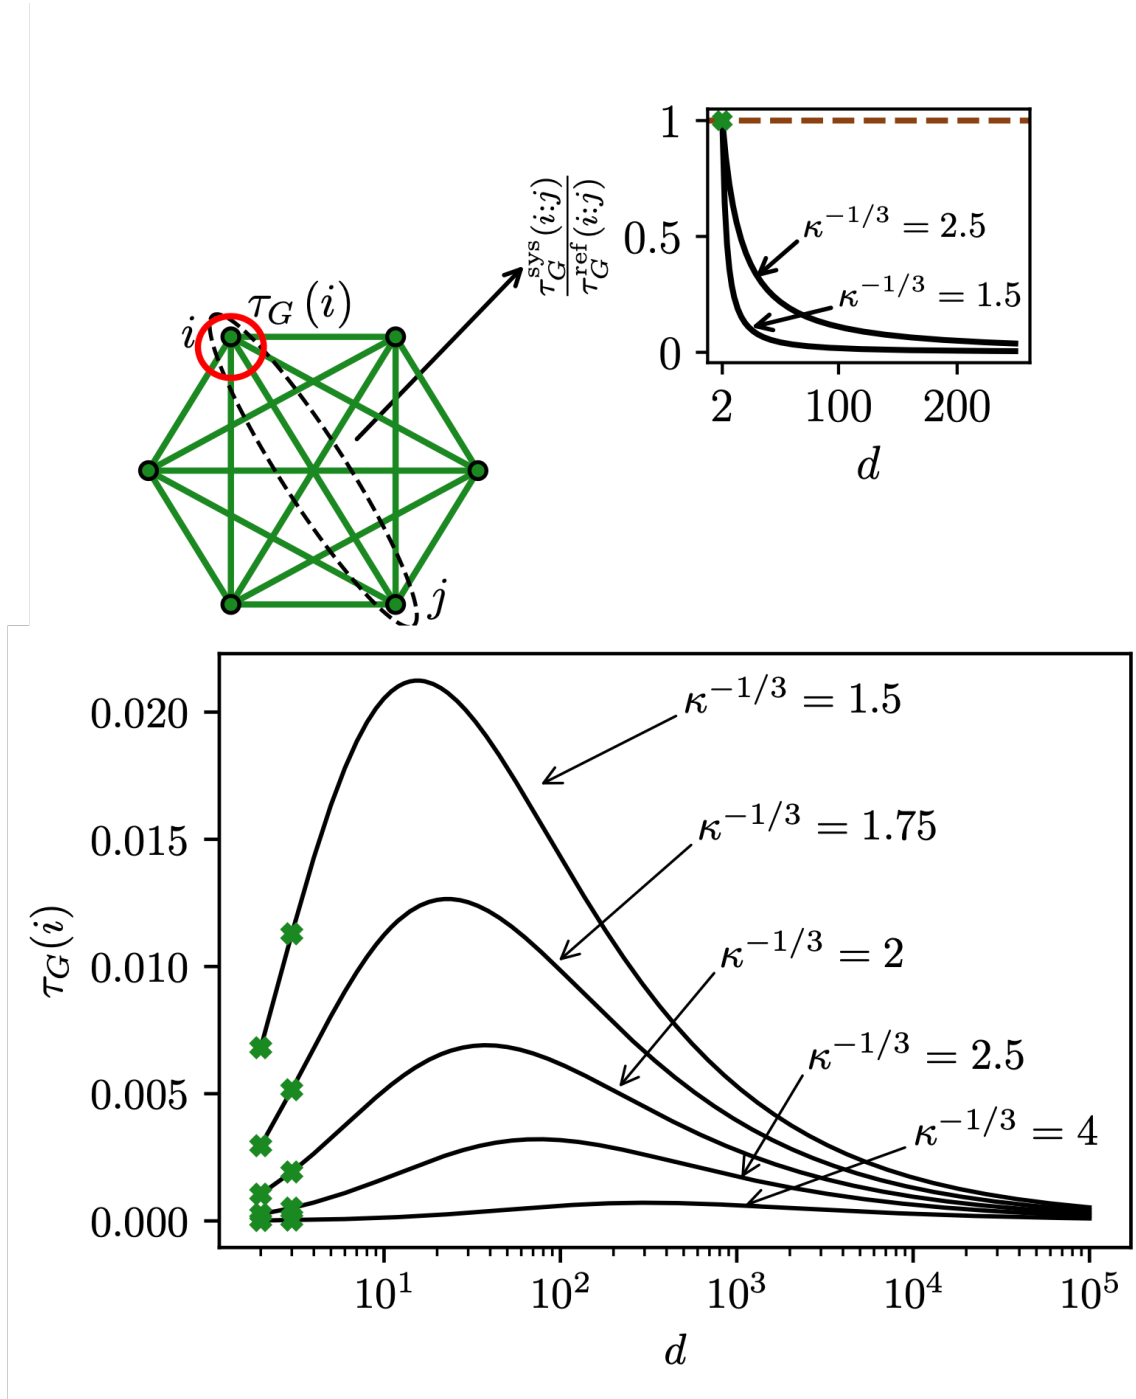 τ_G^sys(i:j)
τ_G^ref(i:j)
1
0.5
0
κ^{-1/3} = 2.5
κ^{-1/3} = 1.5
2 100 200
d
i τ_G (i)
j
0.020
0.015
0.010
0.005
0.000
τ_G(i)
κ^{-1/3} = 1.5
κ^{-1/3} = 1.75
κ^{-1/3} = 2
κ^{-1/3} = 2.5
κ^{-1/3} = 4
10^1 10^2 10^3 10^4 10^5
d